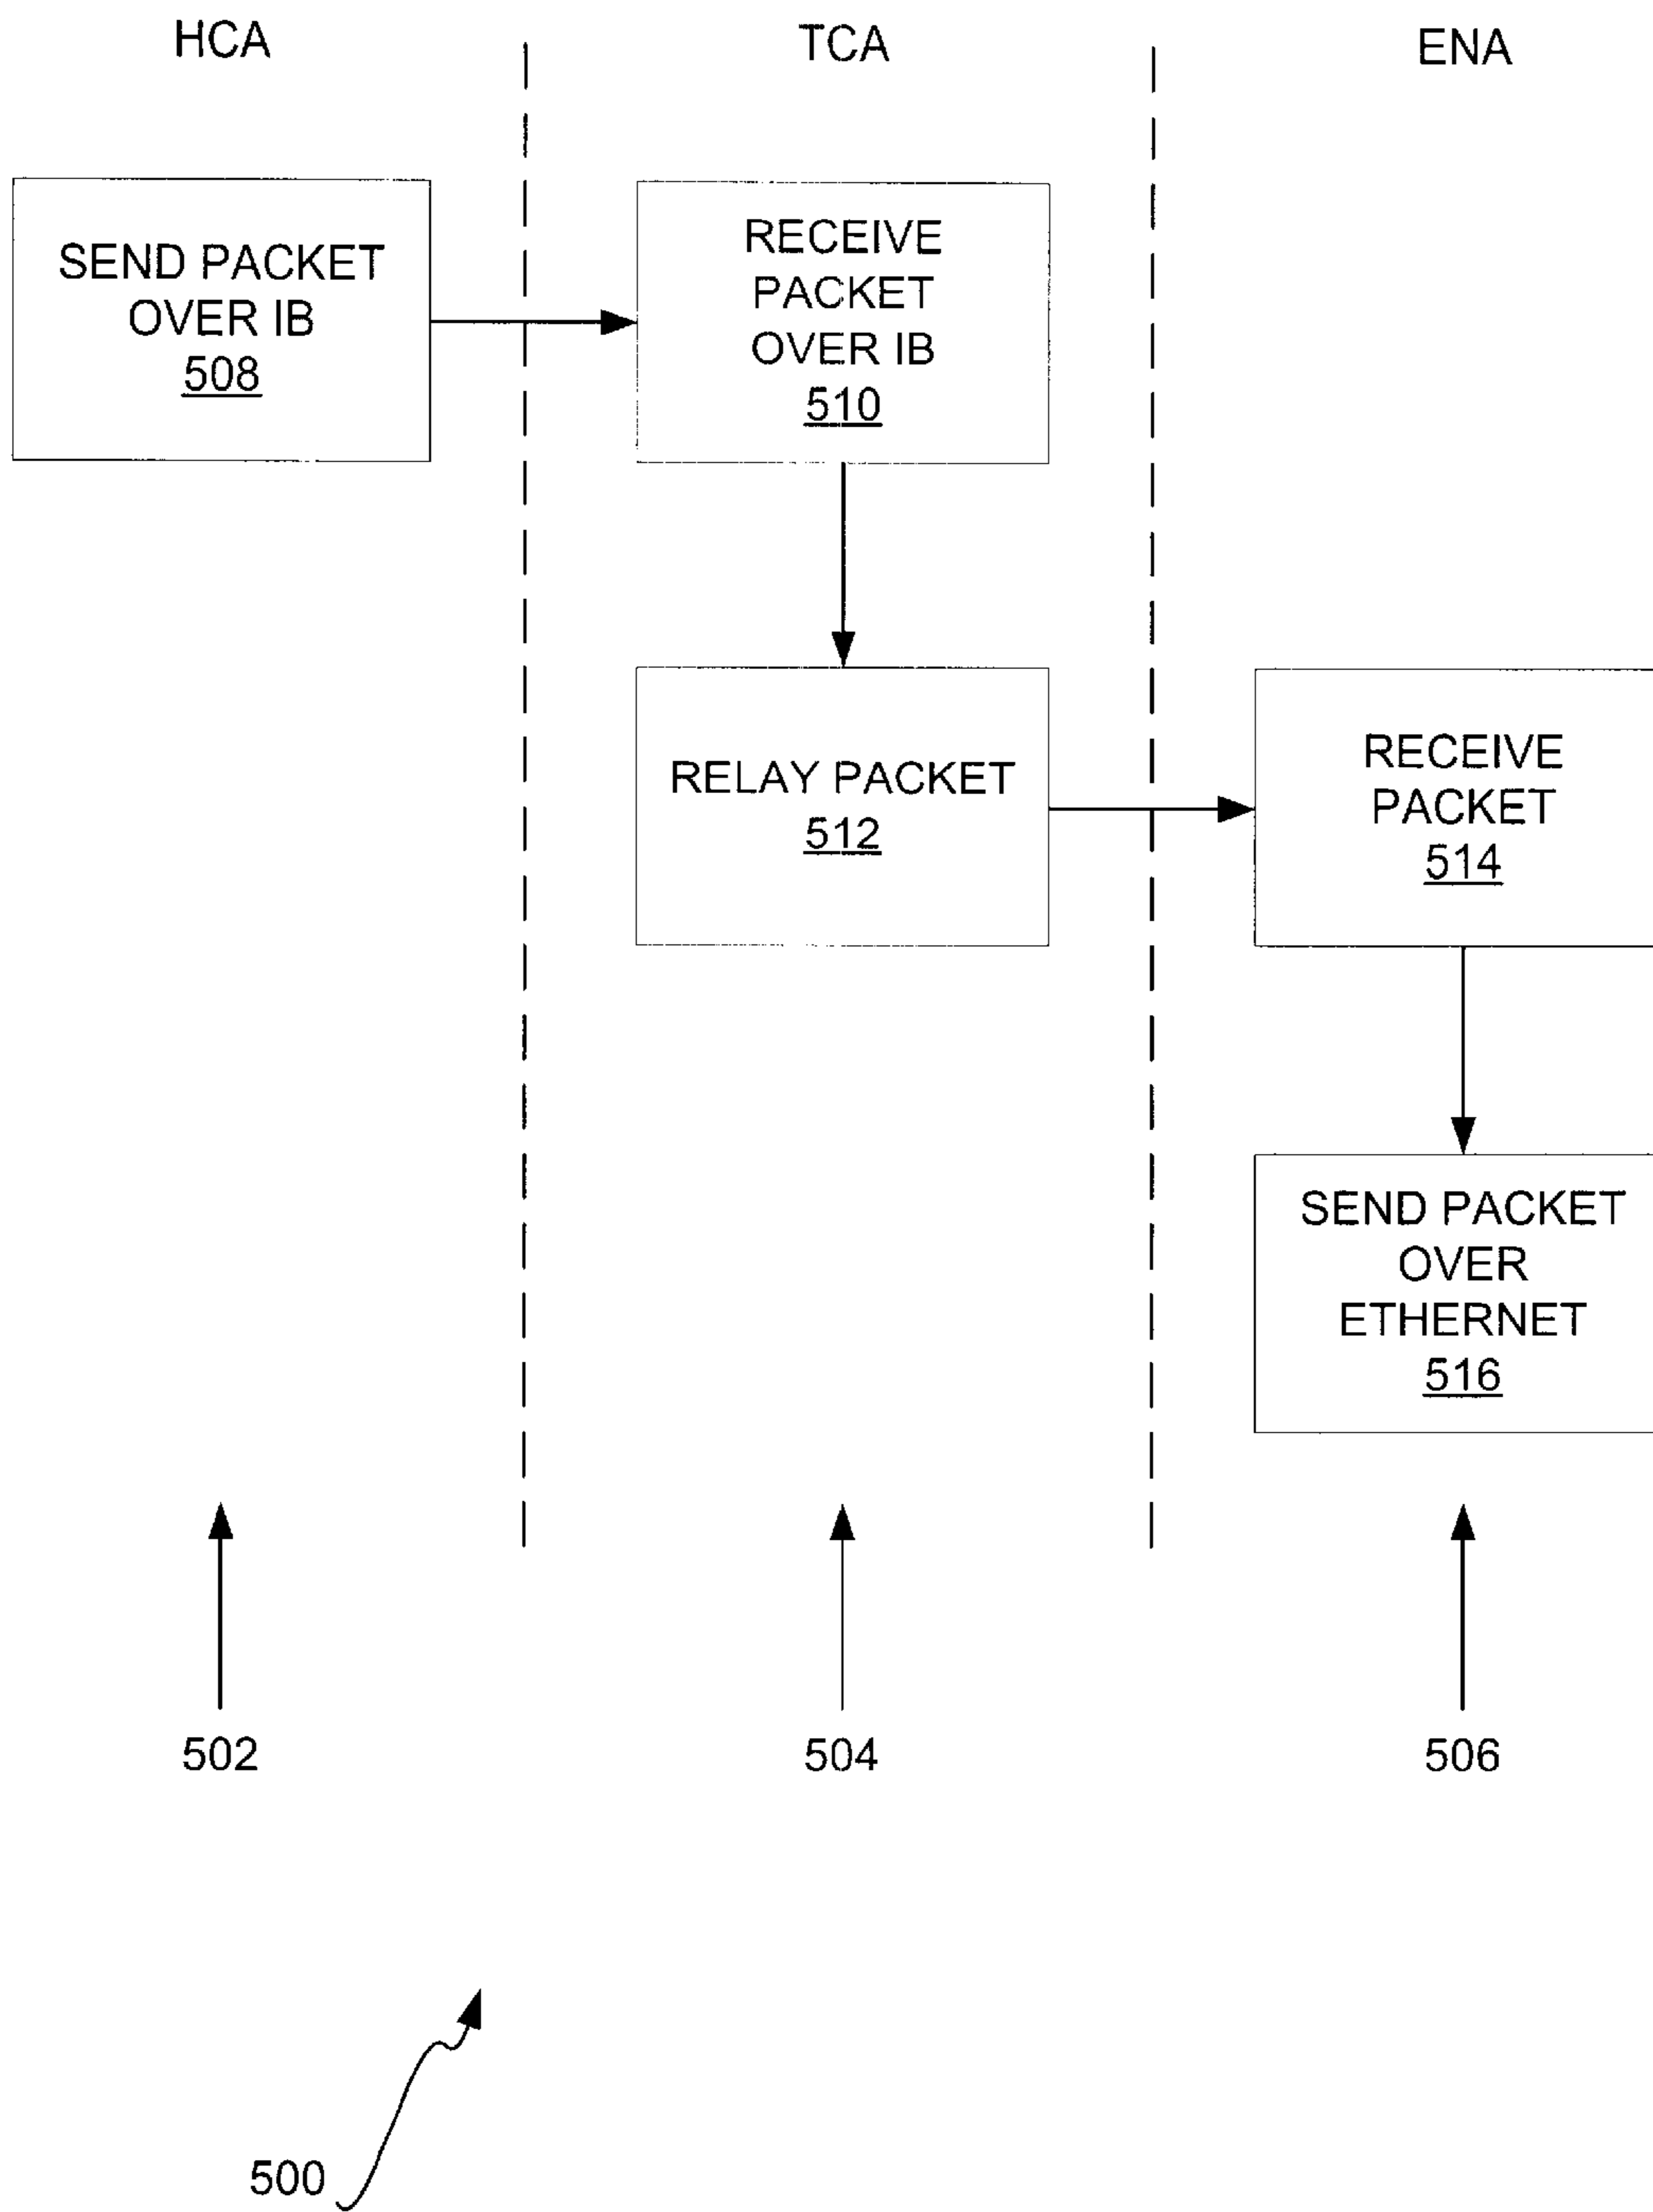 HCA
TCA
ENA
SEND PACKET
OVER IB
508
RECEIVE
PACKET
OVER IB
510
RELAY PACKET
512
RECEIVE
PACKET
514
SEND PACKET
OVER
ETHERNET
516
502
504
506
500